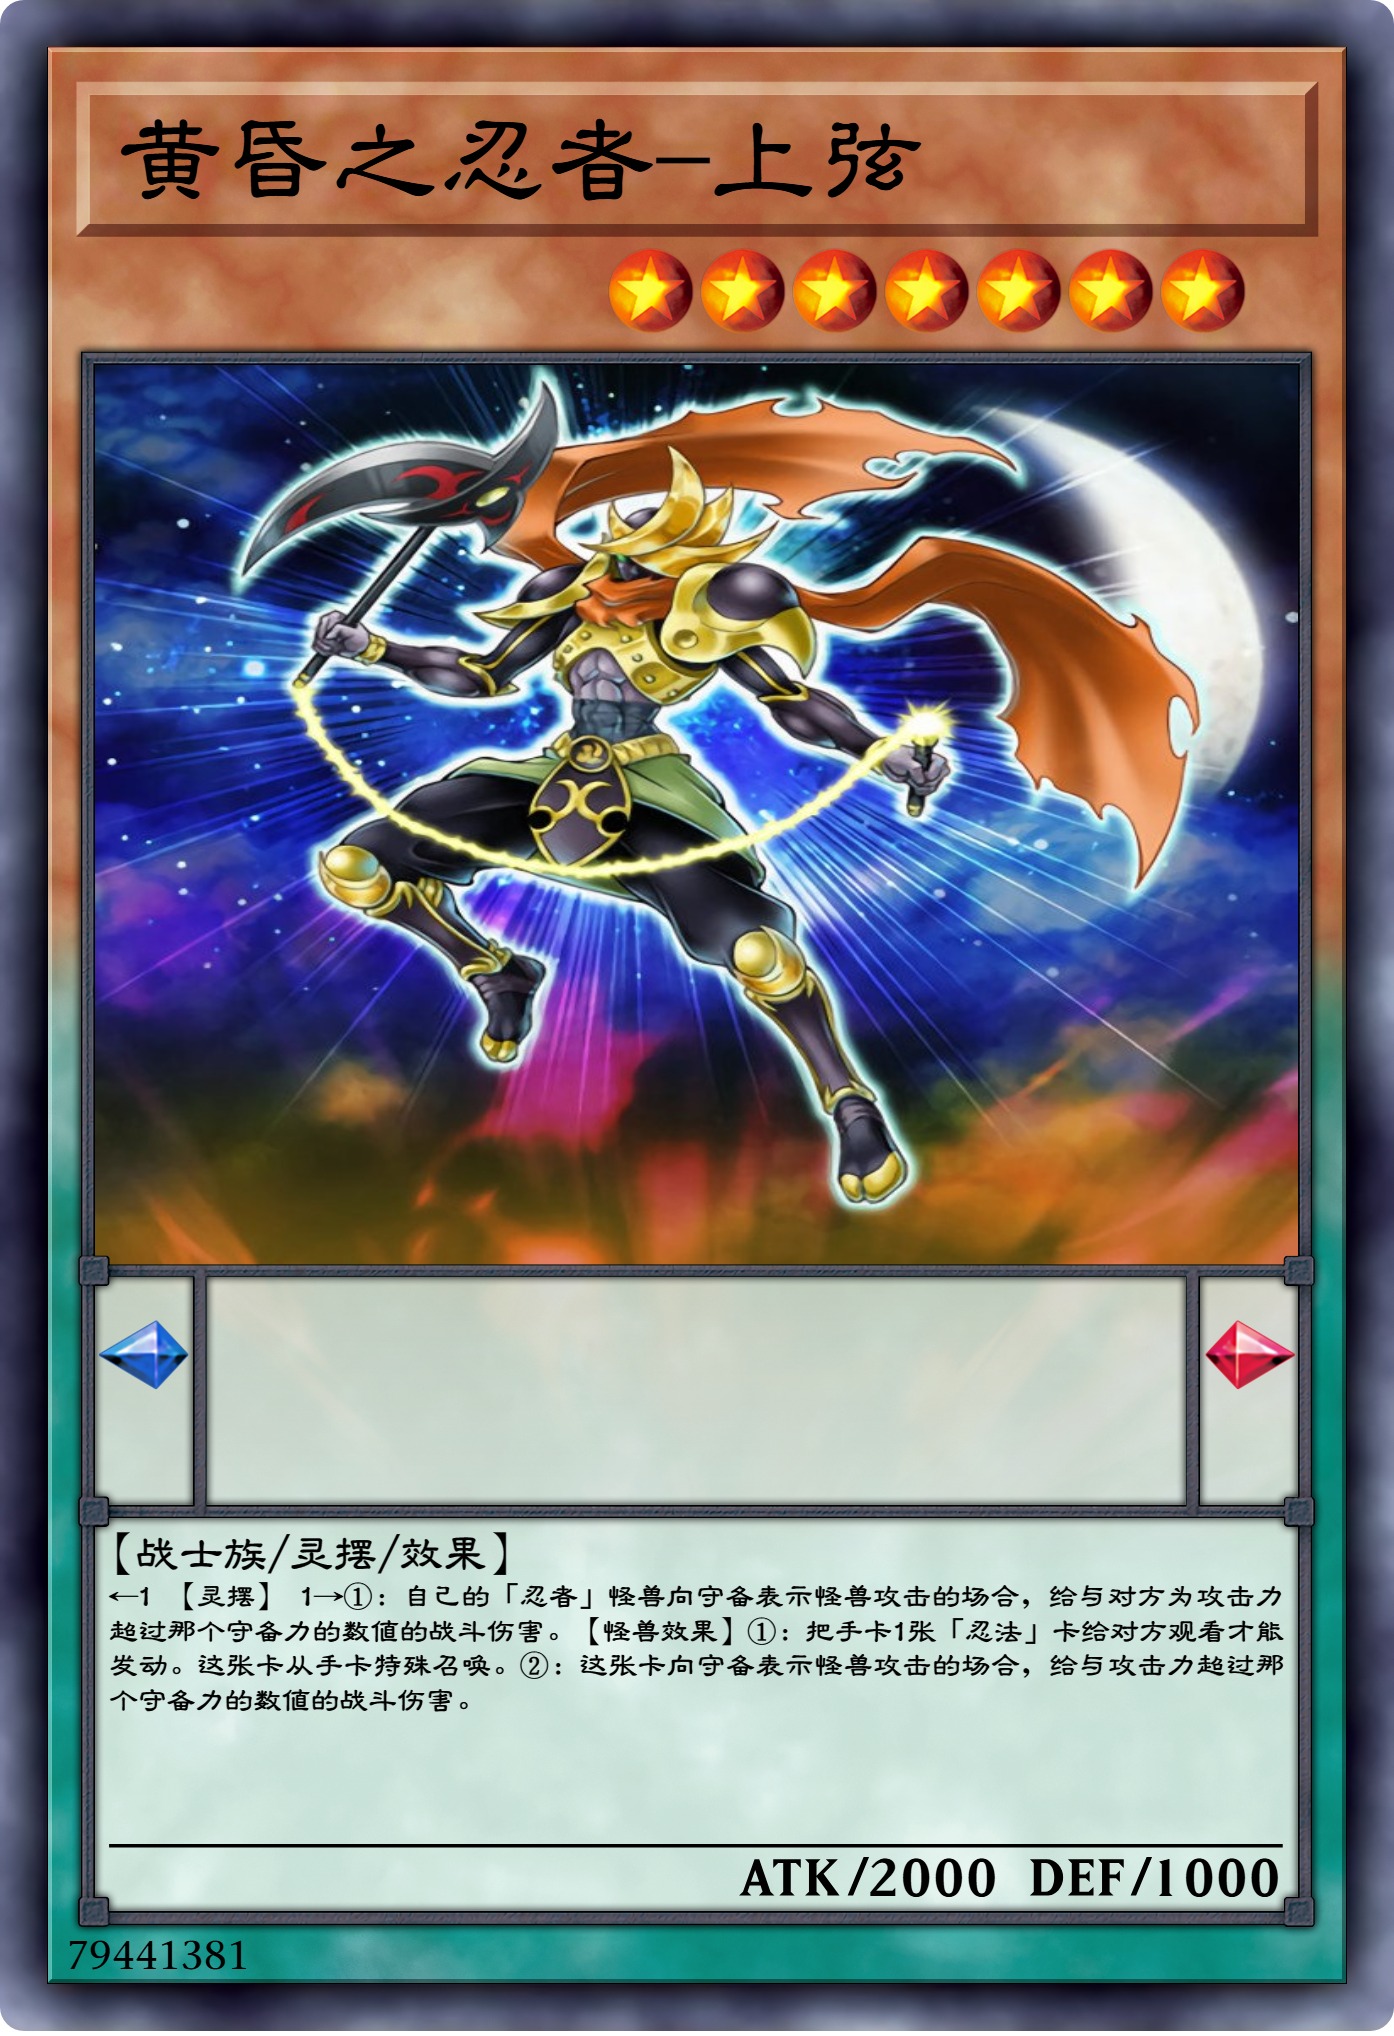 黄昏之忍者-上弦
【战士族/灵摆/效果】
←1 【灵摆】 1→①：自己的「忍者」怪兽向守备表示怪兽攻击的场合，给与对方为攻击力
超过那个守备力的数值的战斗伤害。【怪兽效果】①：把手卡1张「忍法」卡给对方观看才能
发动。这张卡从手卡特殊召唤。②：这张卡向守备表示怪兽攻击的场合，给与攻击力超过那
个守备力的数值的战斗伤害。
ATK/2000 DEF/1000
79441381